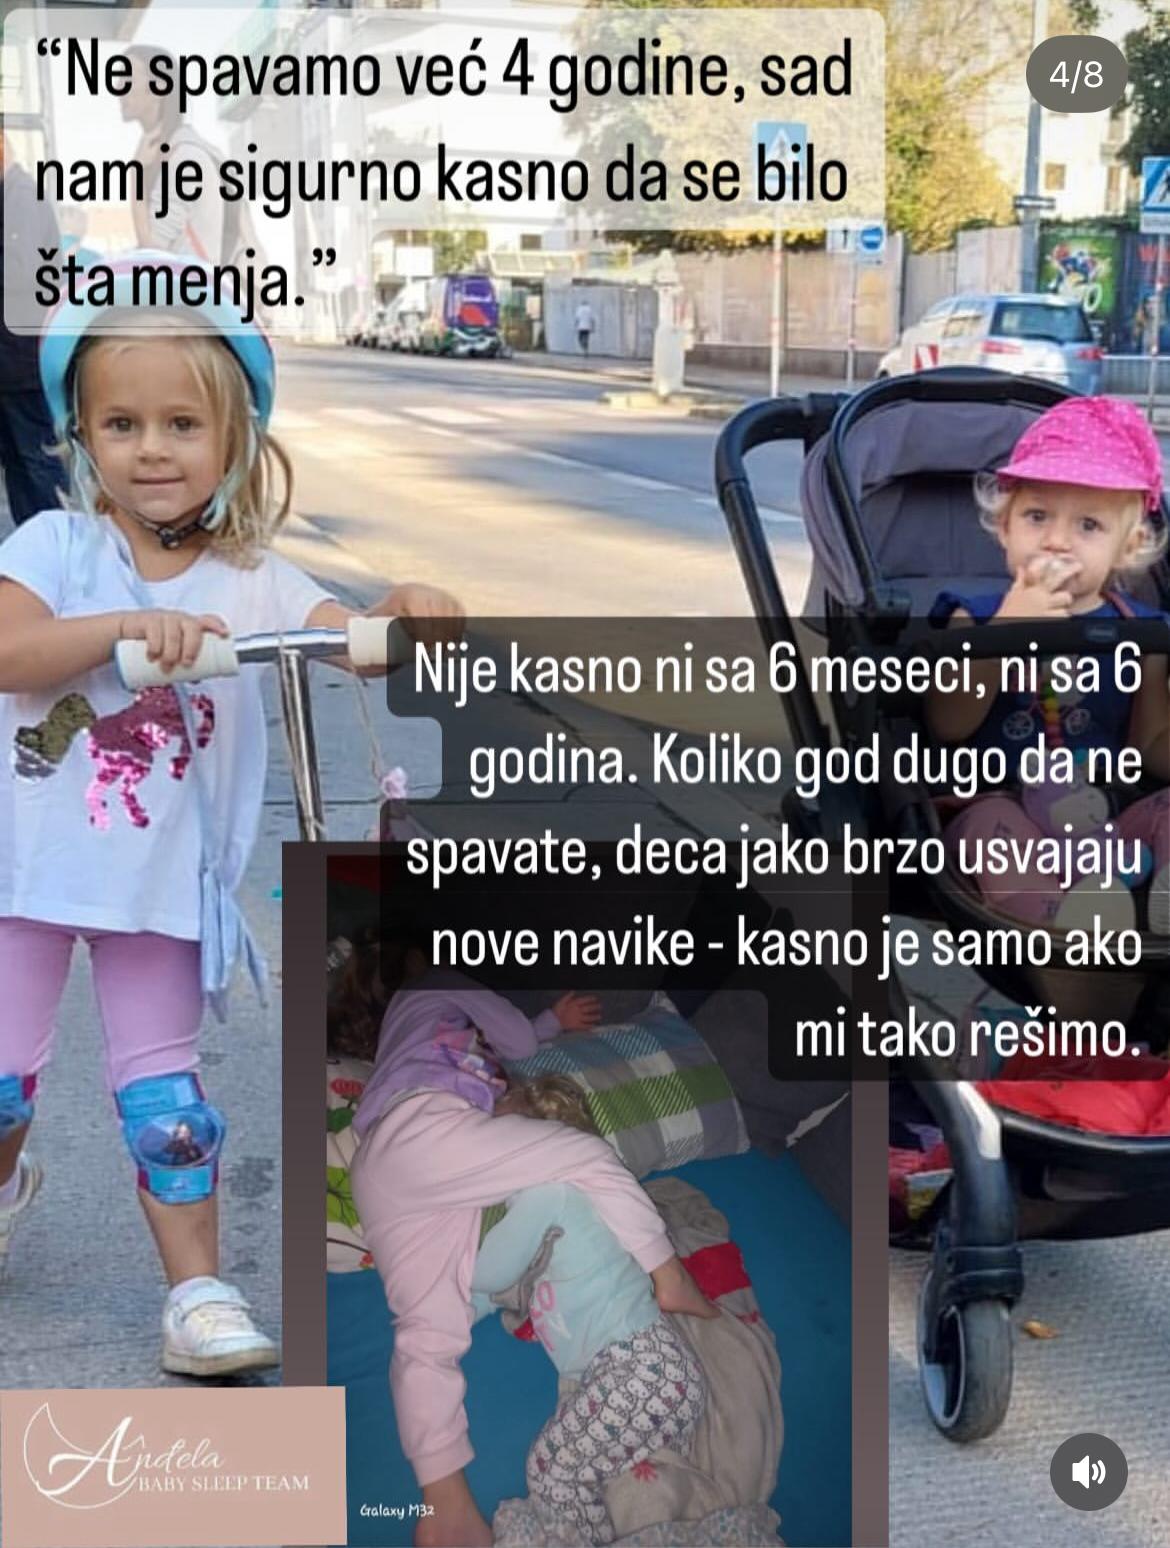 “Ne spavamo već 4 godine, sad
nam je sigurno kasno da se bilo
šta menja.”
4/8
Nije kasno ni sa 6 meseci, ni sa 6
godina. Koliko god dugo da ne
spavate, deca jako brzo usvajaju
nove navike - kasno je samo ako
mi tako rešimo.
Anđela
BABY SLEEP TEAM
Galaxy M32